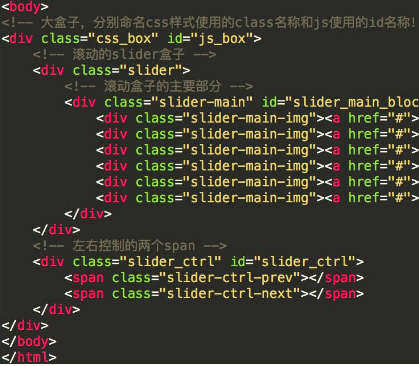 <body>
<!-- 大盒子，分别命名css样式使用的class名称和js使用的id名称！
<div class="css_box" id="js_box">
<!-- 滚动的slider盒子 -->
<div class="slider">
<!-- 滚动盒子的主要部分 -->
<div class="slider-main" id="slider_main_bloc
<div class="slider-main-img"><a href="#">
<div class="slider-main-img"><a href="#">
<div class="slider-main-img"><a href="#">
<div class="slider-main-img"><a href="#">
<div class="slider-main-img"><a href="#">
<div class="slider-main-img"><a href="#">
</div>
</div>
<!-- 左右控制的两个span -->
<div class="slider_ctrl" id="slider_ctrl">
<span class="slider-ctrl-prev"></span>
<span class="slider-ctrl-next"></span>
</div>
</div>
</body>
</html>